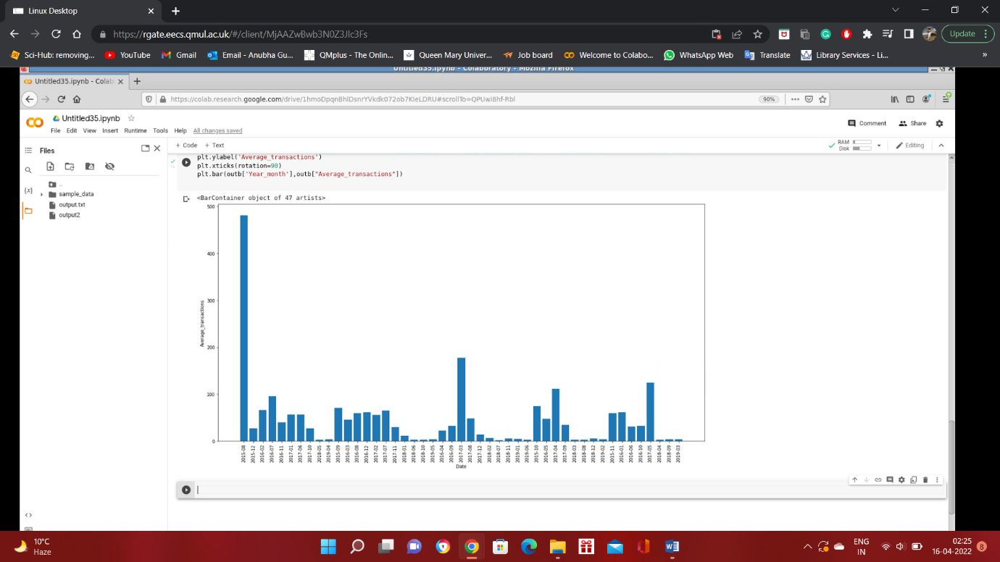 Linux Desktop
https://rgate.eecs.qmul.ac.uk/#/client/MjAAZwBwb3N0Z3Jlc3Fs
Update
Sci-Hub: removing... YouTube Gmail Email - Anubha Gu... QMplus - The Onlin... Queen Mary Univer... Job board Welcome to Colabo... WhatsApp Web Translate Library Services - Li... »
Untitled35.ipynb - Colaboratory - Mozilla Firefox
Untitled35.ipynb - Colab
https://colab.research.google.com/drive/1hmoDpqnBhlDsnrYVkdk072ob7KIeLDRU#scrollTo=QPUwi8hf-Rbl
90%
Untitled35.ipynb
File Edit View Insert Runtime Tools Help All changes saved
Comment Share
+ Code + Text
RAM
Disk
Editing
Files
..
sample_data
output.txt
output2
plt.ylabel('Average_transactions')
plt.xticks(rotation=90)
plt.bar(outb['Year_month'],outb["Average_transactions"])
<BarContainer object of 47 artists>
500
400
300
200
100
0
Average_transactions
2015-08 2015-12 2016-02 2016-07 2016-11 2017-01 2017-06 2017-10 2018-05 2019-04 2015-09 2016-03 2016-08 2016-12 2017-02 2017-07 2017-11 2018-01 2018-06 2018-10 2019-05 2016-04 2016-09 2017-03 2017-08 2017-12 2018-02 2018-07 2018-11 2019-01 2019-06 2015-10 2016-05 2017-04 2017-09 2018-03 2018-08 2018-12 2019-02 2015-11 2016-01 2016-06 2016-10 2017-05 2018-04 2018-09 2019-03
Date
10°C
Haze
ENG
IN
02:25
16-04-2022
8